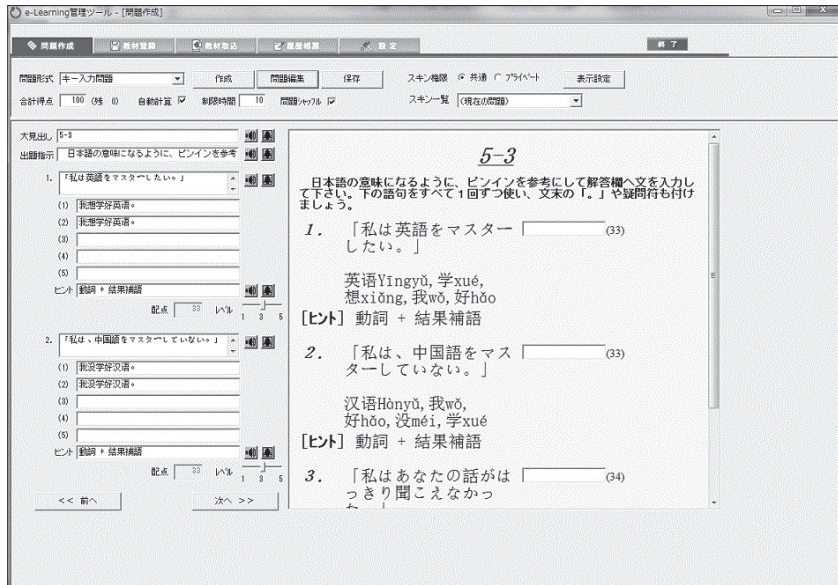 e-Learning管理ツール - [問題作成]
問題作成 教材登録 教材取込 履歴帳票 設定 終了
問題形式 キー入力問題 作成 問題編集 保存 スキン権限 共通 プライベート 表示設定
合計得点 100 (残 0) 自動計算 制限時間 10 問題シャッフル スキン一覧 (現在の問題)
大見出し 5-3
出題指示 日本語の意味になるように、ピンインを参考
1. 「私は英語をマスターしたい。」
(1) 我想学好英语。
(2) 我想学好英语。
(3)
(4)
(5)
ヒント 動詞 + 結果補語
配点 33 レベル 1 3 5
2. 「私は、中国語をマスターしていない。」
(1) 我没学好汉语。
(2) 我没学好汉语。
(3)
(4)
(5)
ヒント 動詞 + 結果補語
配点 33 レベル 1 3 5
<< 前へ 次へ >>
5-3
日本語の意味になるように、ピンインを参考にして解答欄へ文を入力し
て下さい。下の語句をすべて1回ずつ使い、文末の「。」や疑問符も付け
ましょう。
1. 「私は英語をマスター (33)
したい。」
英语Yīngyǔ, 学xué,
想xiǎng, 我wǒ, 好hǎo
[ヒント] 動詞 + 結果補語
2. 「私は、中国語をマス (33)
ターしていない。」
汉语Hànyǔ, 我wǒ,
好hǎo, 没méi, 学xué
[ヒント] 動詞 + 結果補語
3. 「私はあなたの話がは (34)
っきり聞こえなかっ
た。」